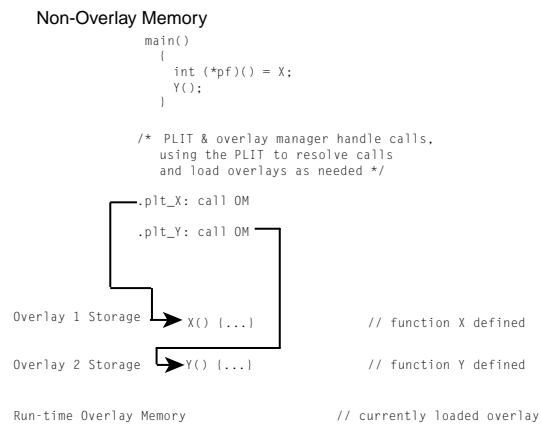 Non-Overlay Memory
main()
{
int (*pf)() = X;
Y();
}
/* PLIT & overlay manager handle calls,
using the PLIT to resolve calls
and load overlays as needed */
.plt_X: call OM
.plt_Y: call OM
Overlay 1 Storage X() {...} // function X defined
Overlay 2 Storage Y() {...} // function Y defined
Run-time Overlay Memory // currently loaded overlay